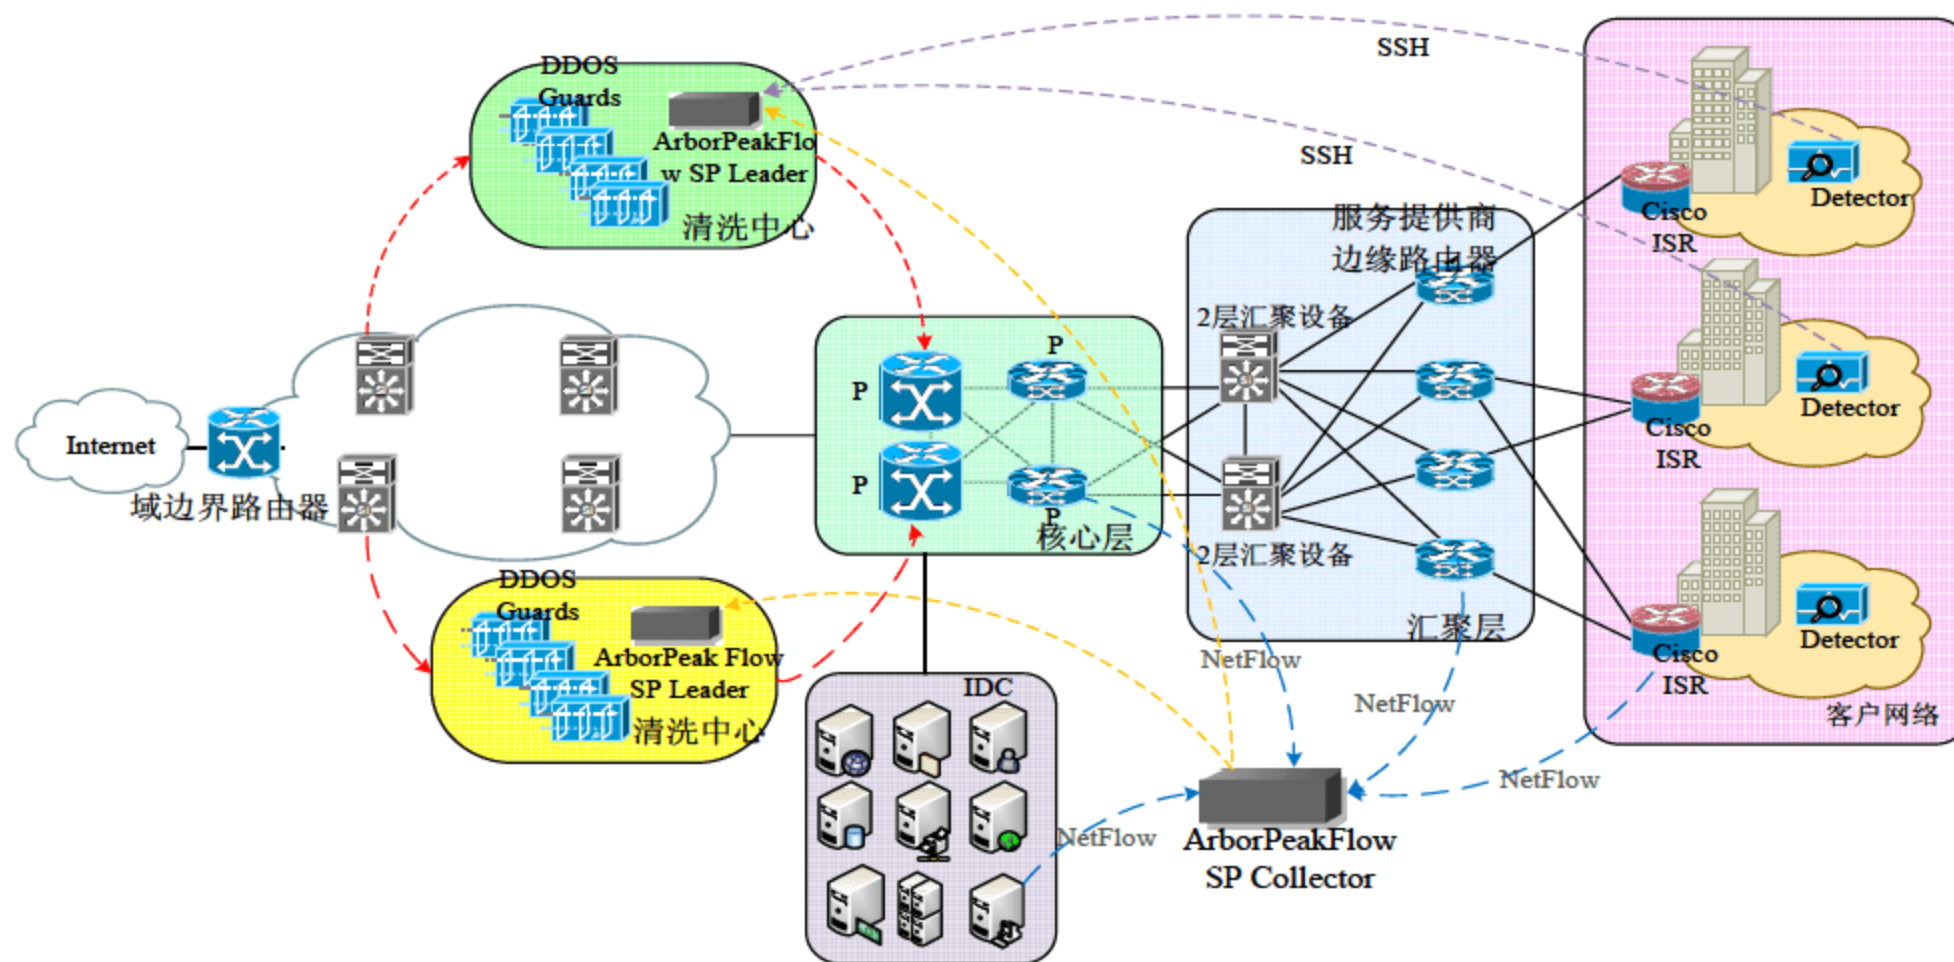 DDOS
Guards
ArborPeakFlo
w SP Leader
清洗中心
SSH
SSH
Detector
Cisco
ISR
服务提供商
边缘路由器
2层汇聚设备
P
P
Internet
域边界路由器
P
P
核心层
2层汇聚设备
汇聚层
Detector
Cisco
ISR
Detector
Cisco
ISR
客户网络
DDOS
Guards
ArborPeak Flow
SP Leader
清洗中心
IDC
NetFlow
NetFlow
NetFlow
NetFlow
ArborPeakFlow
SP Collector